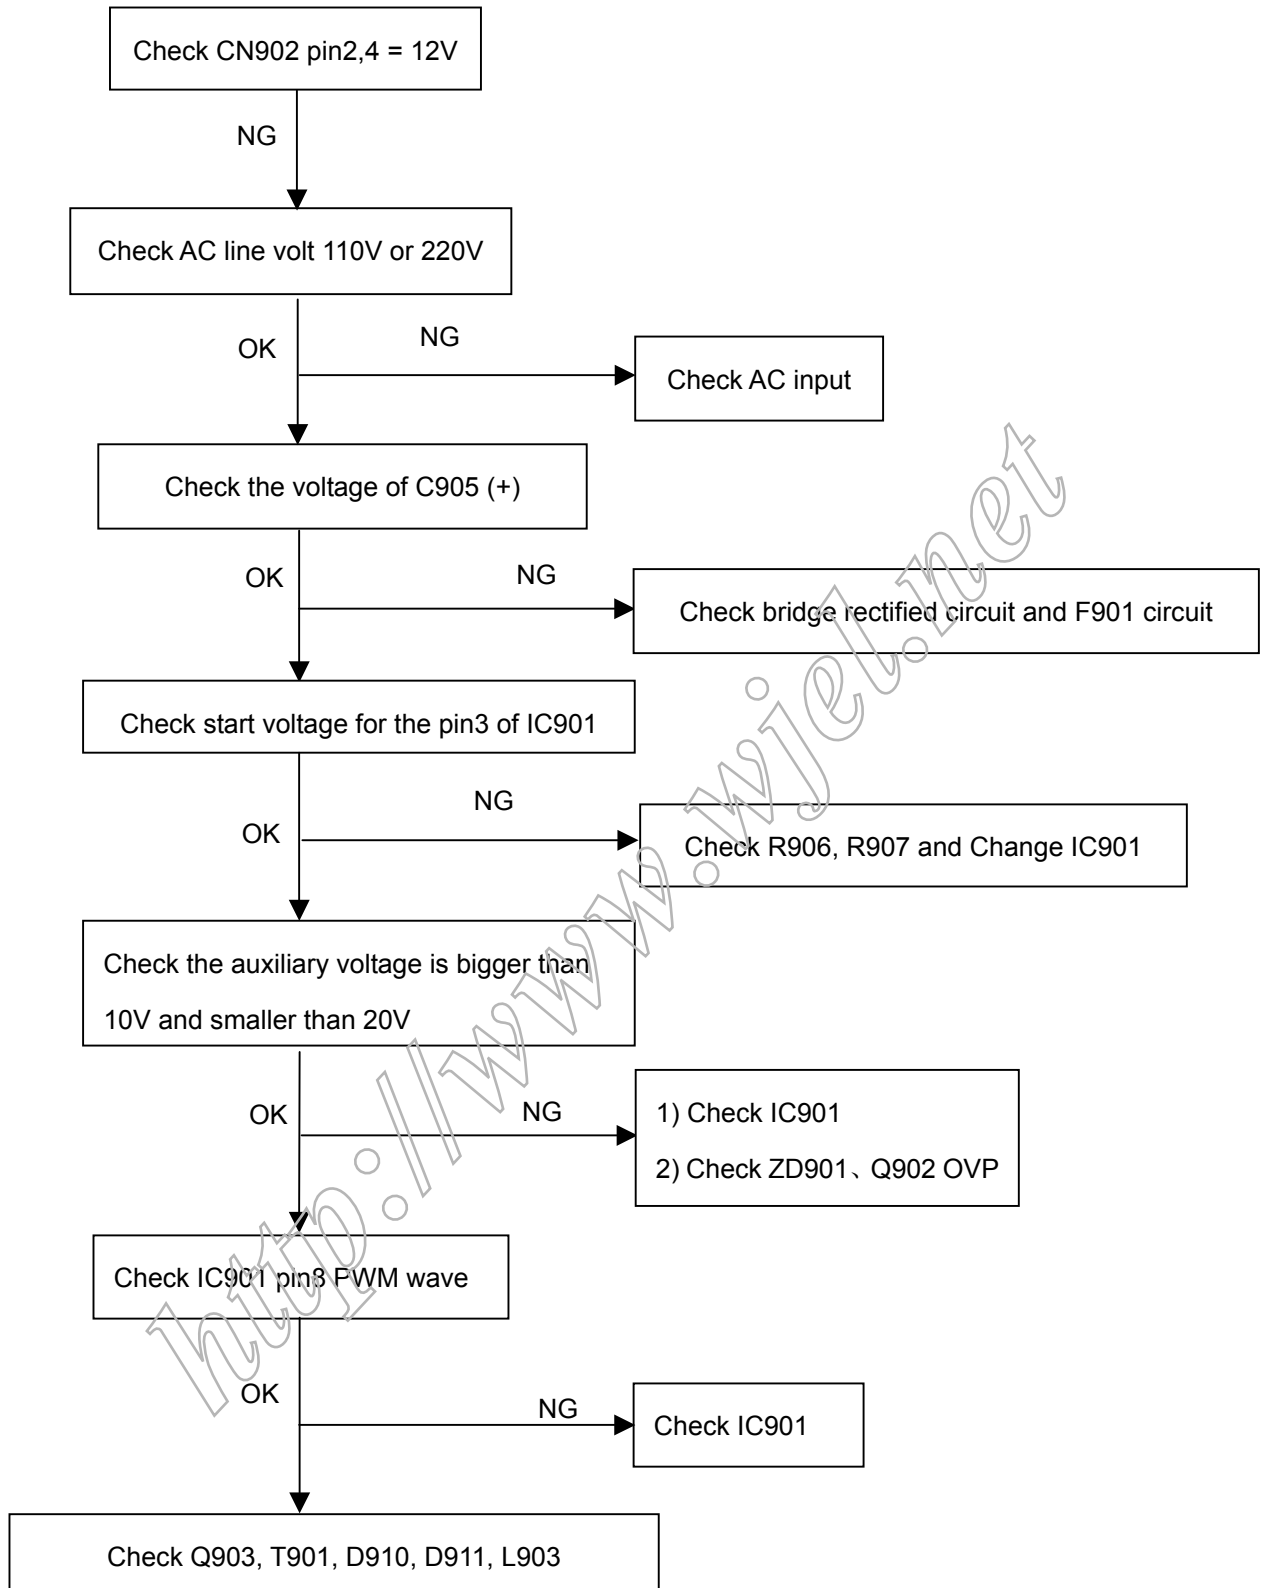 Check CN902 pin2,4 = 12V
NG
Check AC line volt 110V or 220V
OK
NG
Check AC input
Check the voltage of C905 (+)
OK
NG
Check bridge rectified circuit and F901 circuit
Check start voltage for the pin3 of IC901
NG
OK
Check R906, R907 and Change IC901
Check the auxiliary voltage is bigger than
10V and smaller than 20V
OK
NG
1) Check IC901
2) Check ZD901、Q902 OVP
Check IC901 pin8 PWM wave
OK
NG
Check IC901
Check Q903, T901, D910, D911, L903
http://www.wjel.net